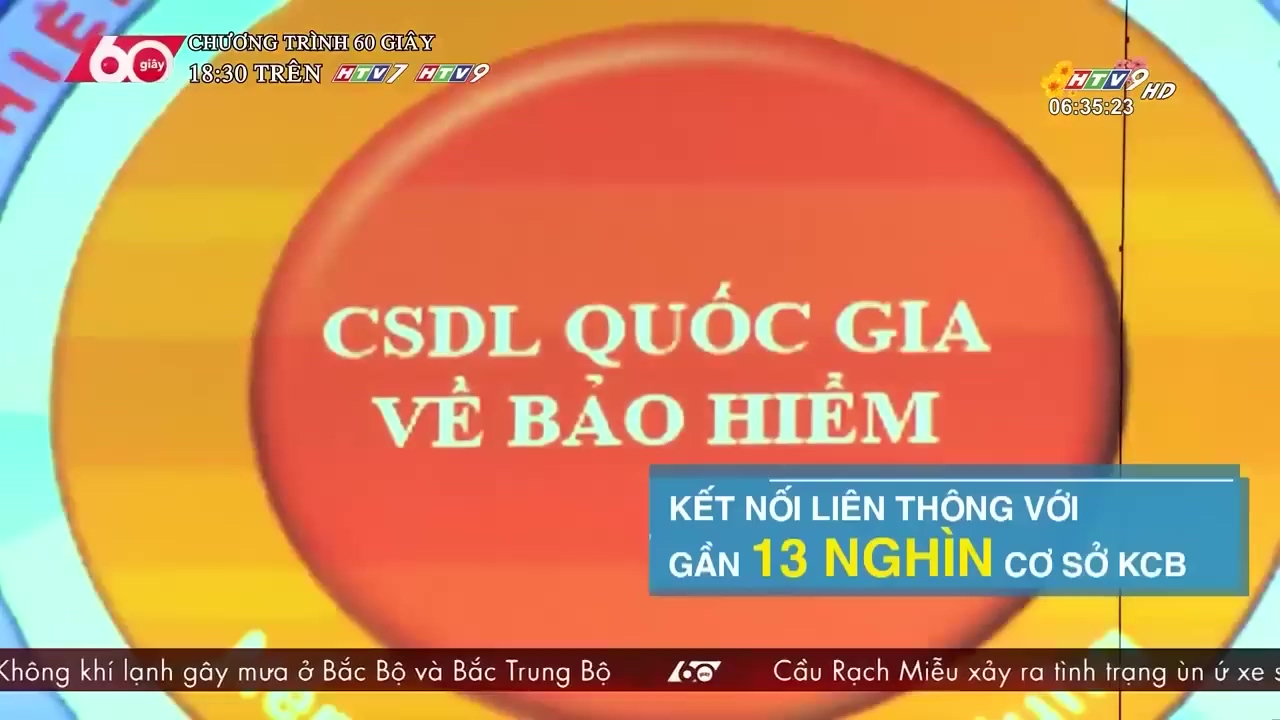 60 giây
CHƯƠNG TRÌNH 60 GIÂY
18:30 TRÊN HTV7 HTV9
HTV9 HD
06:35:23
CSDL QUỐC GIA
VỀ BẢO HIỂM
KẾT NỐI LIÊN THÔNG VỚI
GẦN 13 NGHÌN CƠ SỞ KCB
Không khí lạnh gây mưa ở Bắc Bộ và Bắc Trung Bộ 60 giây Cầu Rạch Miễu xảy ra tình trạng ùn ứ xe